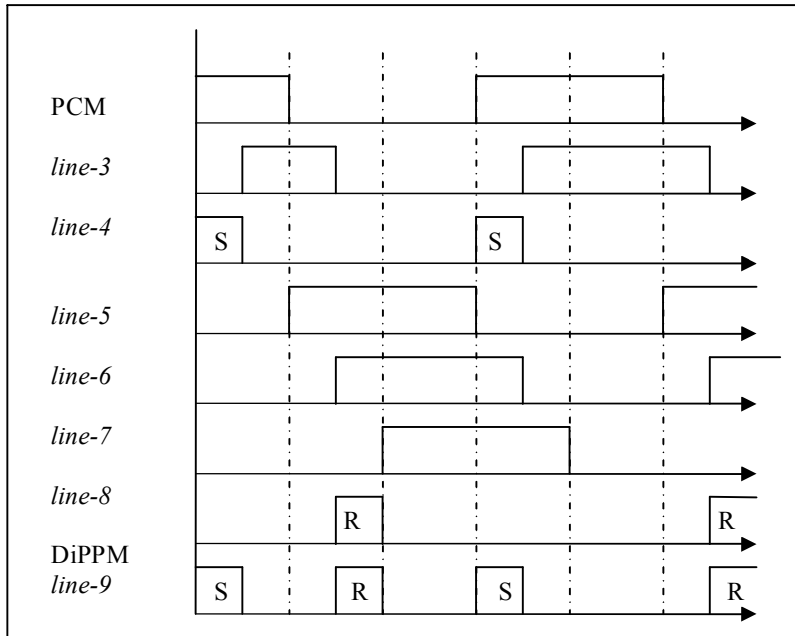 PCM
line-3
line-4
S S
line-5
line-6
line-7
line-8
R R
DiPPM
line-9
S R S R